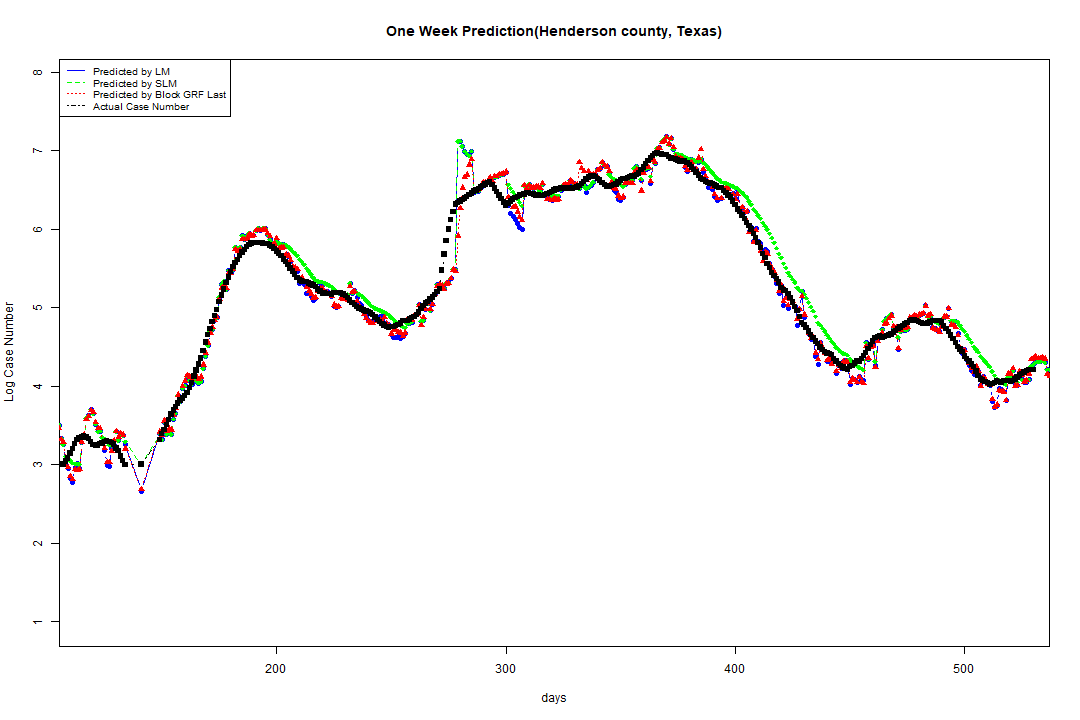 One Week Prediction(Henderson county, Texas)
Predicted by LM
Predicted by SLM
Predicted by Block GRF Last
Actual Case Number
Log Case Number
8
7
6
5
4
3
2
1
200
300
400
500
days